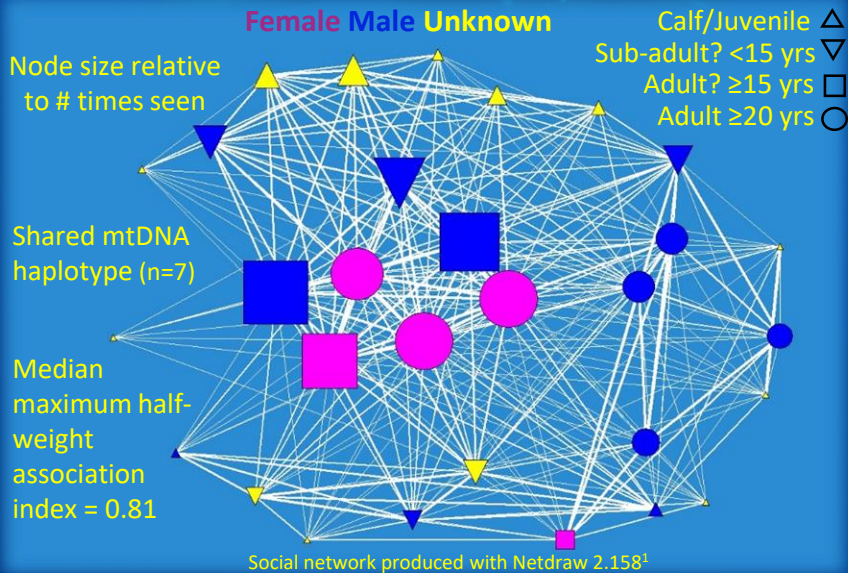 Female Male Unknown
Calf/Juvenile
Sub-adult? <15 yrs
Adult? ≥15 yrs
Adult ≥20 yrs
Node size relative
to # times seen
Shared mtDNA
haplotype (n=7)
Median
maximum half-
weight
association
index = 0.81
Social network produced with Netdraw 2.158¹